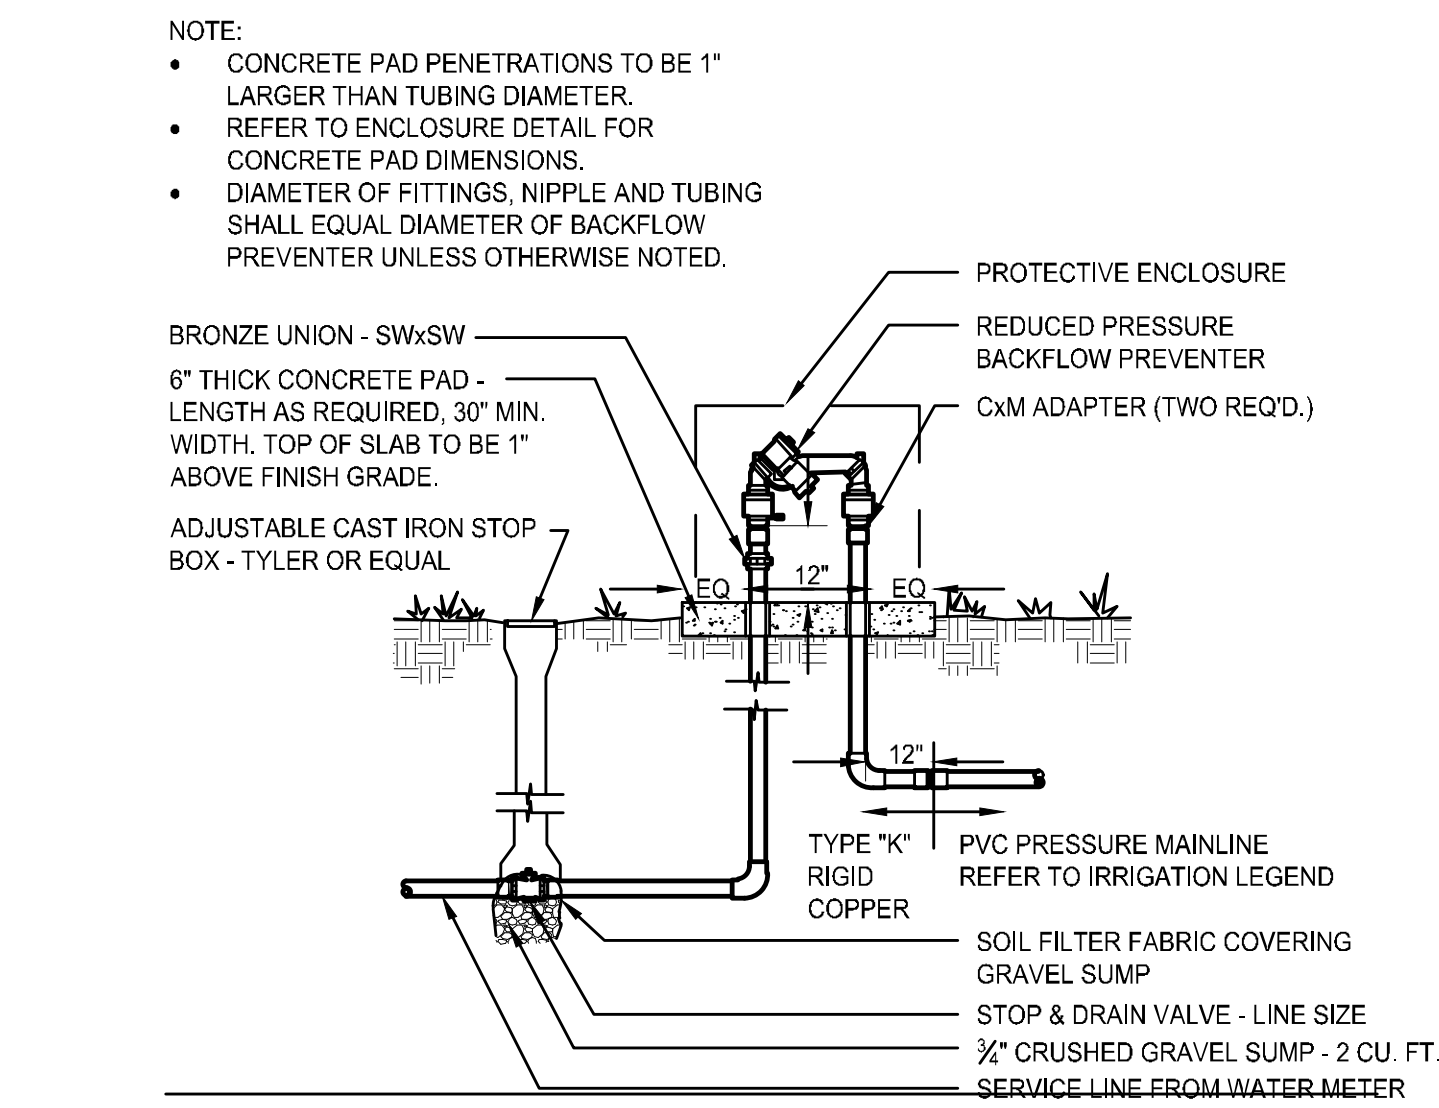 NOTE:
• CONCRETE PAD PENETRATIONS TO BE 1"
LARGER THAN TUBING DIAMETER.
• REFER TO ENCLOSURE DETAIL FOR
CONCRETE PAD DIMENSIONS.
• DIAMETER OF FITTINGS, NIPPLE AND TUBING
SHALL EQUAL DIAMETER OF BACKFLOW
PREVENTER UNLESS OTHERWISE NOTED.
BRONZE UNION - SWxSW
6" THICK CONCRETE PAD -
LENGTH AS REQUIRED, 30" MIN.
WIDTH. TOP OF SLAB TO BE 1"
ABOVE FINISH GRADE.
ADJUSTABLE CAST IRON STOP
BOX - TYLER OR EQUAL
PROTECTIVE ENCLOSURE
REDUCED PRESSURE
BACKFLOW PREVENTER
CxM ADAPTER (TWO REQ'D.)
EQ 12" EQ
12"
TYPE "K"
RIGID
COPPER
PVC PRESSURE MAINLINE
REFER TO IRRIGATION LEGEND
SOIL FILTER FABRIC COVERING
GRAVEL SUMP
STOP & DRAIN VALVE - LINE SIZE
¾" CRUSHED GRAVEL SUMP - 2 CU. FT.
SERVICE LINE FROM WATER METER